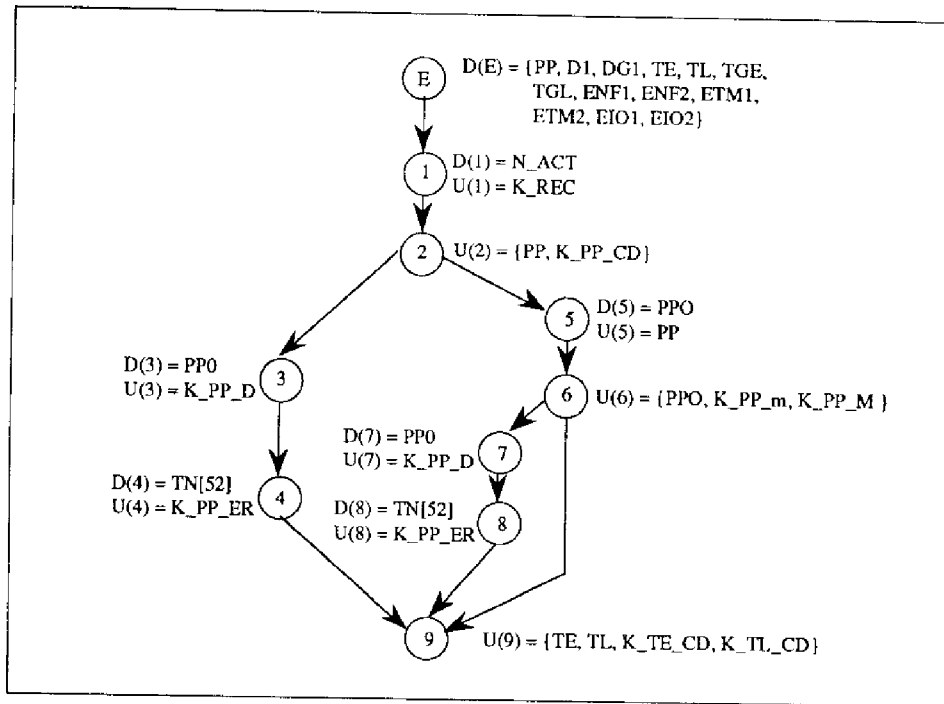 E
D(E) = {PP, D1, DG1, TE, TL, TGE,
TGL, ENF1, ENF2, ETM1,
ETM2, EIO1, EIO2}
1
D(1) = N_ACT
U(1) = K_REC
2
U(2) = {PP, K_PP_CD}
D(5) = PPO
U(5) = PP
5
D(3) = PP0
U(3) = K_PP_D
3
6
U(6) = {PPO, K_PP_m, K_PP_M }
D(7) = PP0
U(7) = K_PP_D
7
D(4) = TN[52]
U(4) = K_PP_ER
4
D(8) = TN[52]
U(8) = K_PP_ER
8
9
U(9) = {TE, TL, K_TE_CD, K_TL_CD}